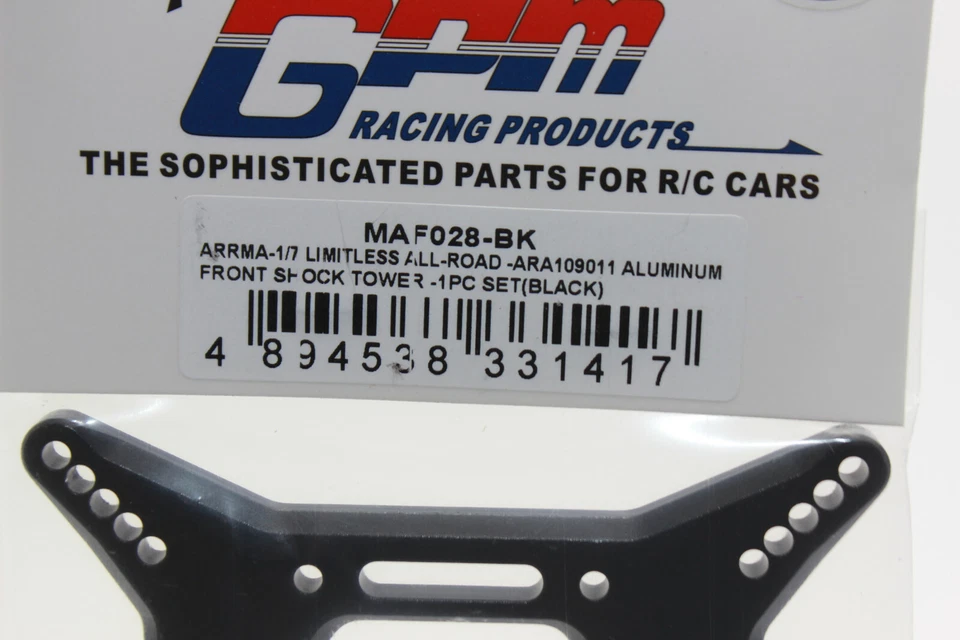 GPM
RACING PRODUCTS
THE SOPHISTICATED PARTS FOR R/C CARS
MAF028-BK
ARRMA-1/7 LIMITLESS ALL-ROAD -ARA109011 ALUMINUM
FRONT SHOCK TOWER -1PC SET(BLACK)
4 894538 331417